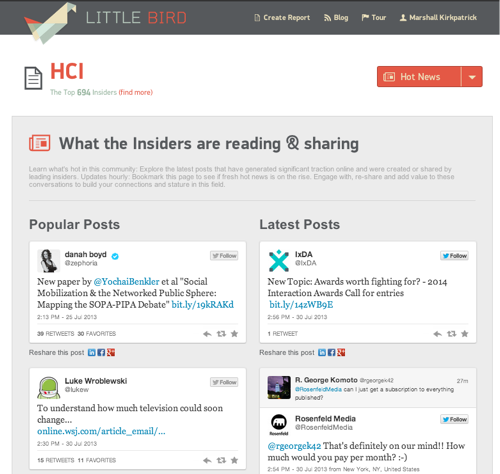 LITTLE BIRD
Create Report Blog Tour Marshall Kirkpatrick
HCI
The Top 694 Insiders (find more)
Hot News
What the Insiders are reading & sharing
Learn what's hot in this community: Explore the latest posts that have generated significant traction online and were created or shared by
leading insiders. Updates hourly: Bookmark this page to see if fresh hot news is on the rise. Engage with, re-share and add value to these
conversations to build your connections and stature in this field.
Popular Posts
danah boyd
@zephoria
Follow
New paper by @YochaiBenkler et al "Social
Mobilization & the Networked Public Sphere:
Mapping the SOPA-PIPA Debate" bit.ly/19kRAKd
2:13 PM - 25 Jul 2013
39 RETWEETS 30 FAVORITES
Reshare this post
Luke Wroblewski
@lukew
Follow
To understand how much television could soon
change...
online.wsj.com/article_email/...
2:30 PM - 30 Jul 2013
15 RETWEETS 11 FAVORITES
Latest Posts
IxDA
@IxDA
Follow
New Topic: Awards worth fighting for? - 2014
Interaction Awards Call for entries
bit.ly/14zWB9E
2:56 PM - 30 Jul 2013
1 RETWEET
Reshare this post
R. George Komoto @rgeorgek42 27m
@RosenfeldMedia can I just get a subscription to everything
published?
Rosenfeld Media
@RosenfeldMedia
Follow
@rgeorgek42 That's definitely on our mind!! How
much would you pay per month? :-)
2:54 PM - 30 Jul 2013 from New York, NY, United States